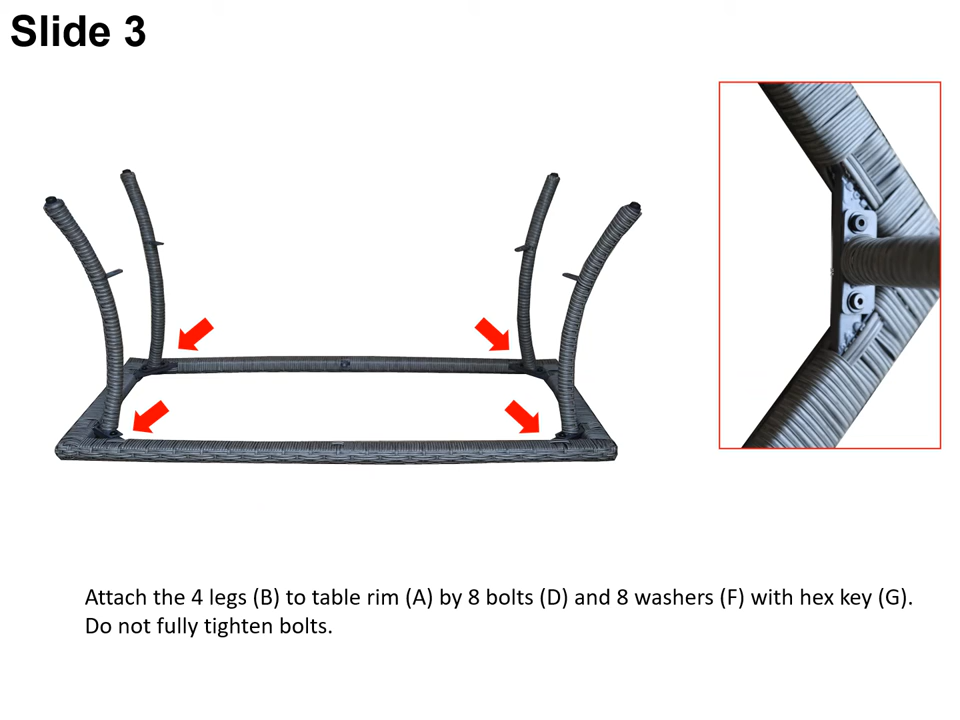 Slide 3
Attach the 4 legs (B) to table rim (A) by 8 bolts (D) and 8 washers (F) with hex key (G).
Do not fully tighten bolts.